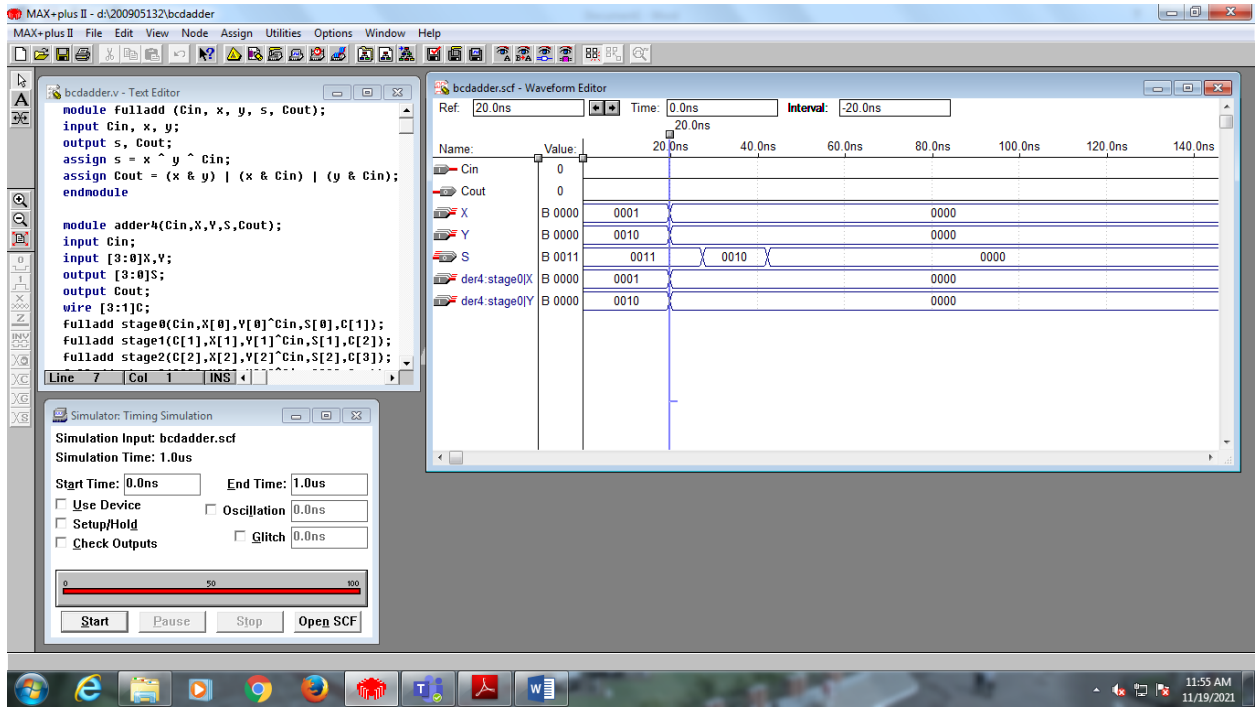 MAX+plus II - d:\200905132\bcdadder
MAX+plus II File Edit View Node Assign Utilities Options Window Help
bcdadder.v - Text Editor
module fulladd (Cin, x, y, s, Cout);
input Cin, x, y;
output s, Cout;
assign s = x ^ y ^ Cin;
assign Cout = (x & y) | (x & Cin) | (y & Cin);
endmodule
module adder4(Cin,X,Y,S,Cout);
input Cin;
input [3:0]X,Y;
output [3:0]S;
output Cout;
wire [3:1]C;
fulladd stage0(Cin,X[0],Y[0]^Cin,S[0],C[1]);
fulladd stage1(C[1],X[1],Y[1]^Cin,S[1],C[2]);
fulladd stage2(C[2],X[2],Y[2]^Cin,S[2],C[3]);
Line 7 Col 1 INS
bcdadder.scf - Waveform Editor
Ref: 20.0ns Time: 0.0ns Interval: -20.0ns
20.0ns
Name: Value: 20.0ns 40.0ns 60.0ns 80.0ns 100.0ns 120.0ns 140.0ns
Cin 0
Cout 0
X B 0000 0001 0000
Y B 0000 0010 0000
S B 0011 0011 0010 0000
der4:stage0|X B 0000 0001 0000
der4:stage0|Y B 0000 0010 0000
Simulator: Timing Simulation
Simulation Input: bcdadder.scf
Simulation Time: 1.0us
Start Time: 0.0ns End Time: 1.0us
Use Device
Oscillation 0.0ns
Setup/Hold
Glitch 0.0ns
Check Outputs
0 50 100
Start Pause Stop Open SCF
11:55 AM
11/19/2021